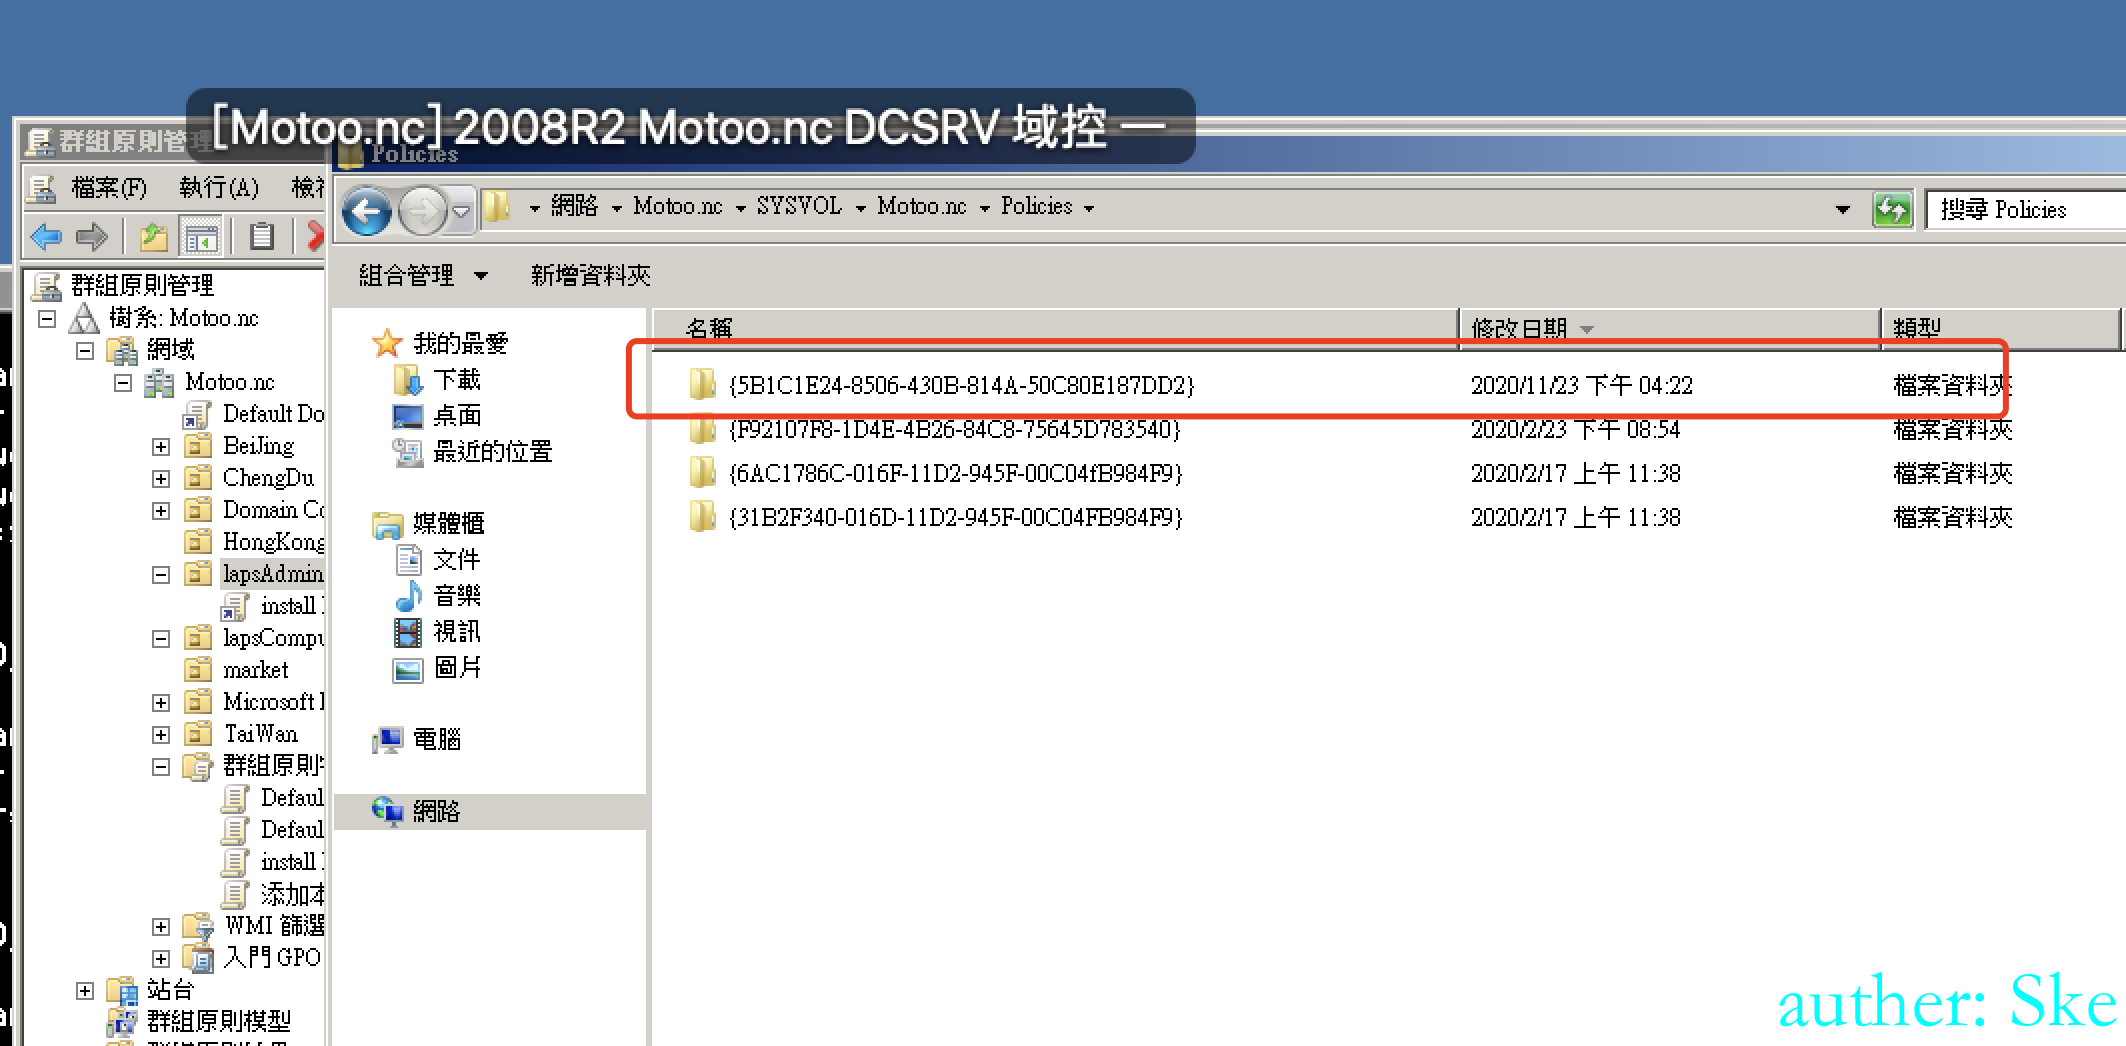 [Motoo.nc] 2008R2 Motoo.nc DCSRV 域控 一
群組原則管理
Policies
檔案(F) 執行(A) 檢視
網路 Motoo.nc SYSVOL Motoo.nc Policies
搜尋 Policies
組合管理 新增資料夾
群組原則管理
樹系: Motoo.nc
網域
Motoo.nc
Default Do
BeiJing
ChengDu
Domain Co
HongKong
lapsAdmin
install
lapsCompu
market
Microsoft
TaiWan
群組原則
Defaul
Defaul
install
添加本
WMI 篩選
入門 GPO
站台
群組原則模型
我的最愛
下載
桌面
最近的位置
媒體櫃
文件
音樂
視訊
圖片
電腦
網路
名稱 修改日期 類型
{5B1C1E24-8506-430B-814A-50C80E187DD2} 2020/11/23 下午 04:22 檔案資料夾
{F92107F8-1D4E-4B26-84C8-75645D783540} 2020/2/23 下午 08:54 檔案資料夾
{6AC1786C-016F-11D2-945F-00C04fB984F9} 2020/2/17 上午 11:38 檔案資料夾
{31B2F340-016D-11D2-945F-00C04FB984F9} 2020/2/17 上午 11:38 檔案資料夾
auther: Ske